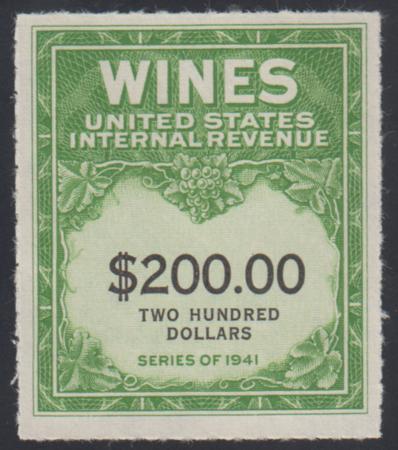 WINES
UNITED STATES
INTERNAL REVENUE
$200.00
TWO HUNDRED
DOLLARS
SERIES OF 1941